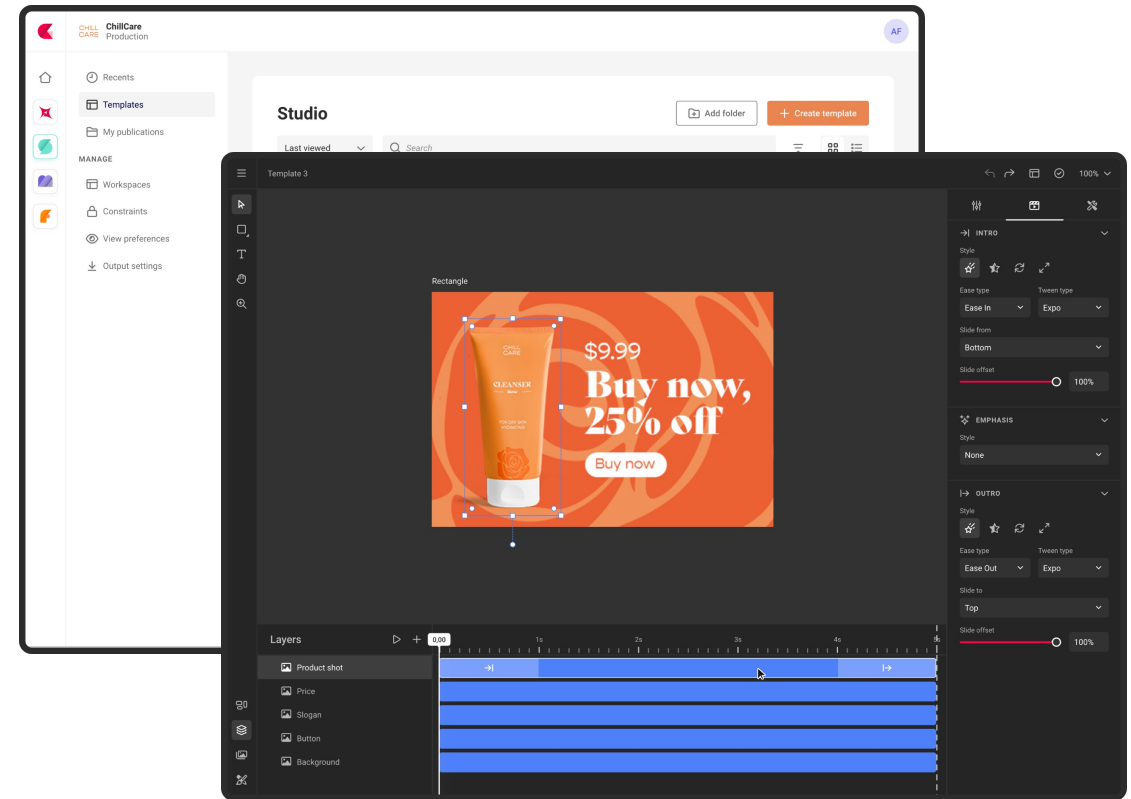 CHILL
CARE
ChillCare
Production
AF
Recents
Templates
My publications
MANAGE
Workspaces
Constraints
View preferences
Output settings
Studio
Add folder
Create template
Last viewed
Search
Template 3
100%
Rectangle
CHILL
CARE
CLEANSER
FOR DRY SKIN
$9.99
Buy now,
25% off
Buy now
INTRO
Style
Ease type
Tween type
Ease In
Expo
Slide from
Bottom
Slide offset
100%
EMPHASIS
Style
None
OUTRO
Style
Ease type
Tween type
Ease Out
Expo
Slide to
Top
Slide offset
100%
Layers
0,00
1s
2s
3s
4s
5s
Product shot
Price
Slogan
Button
Background